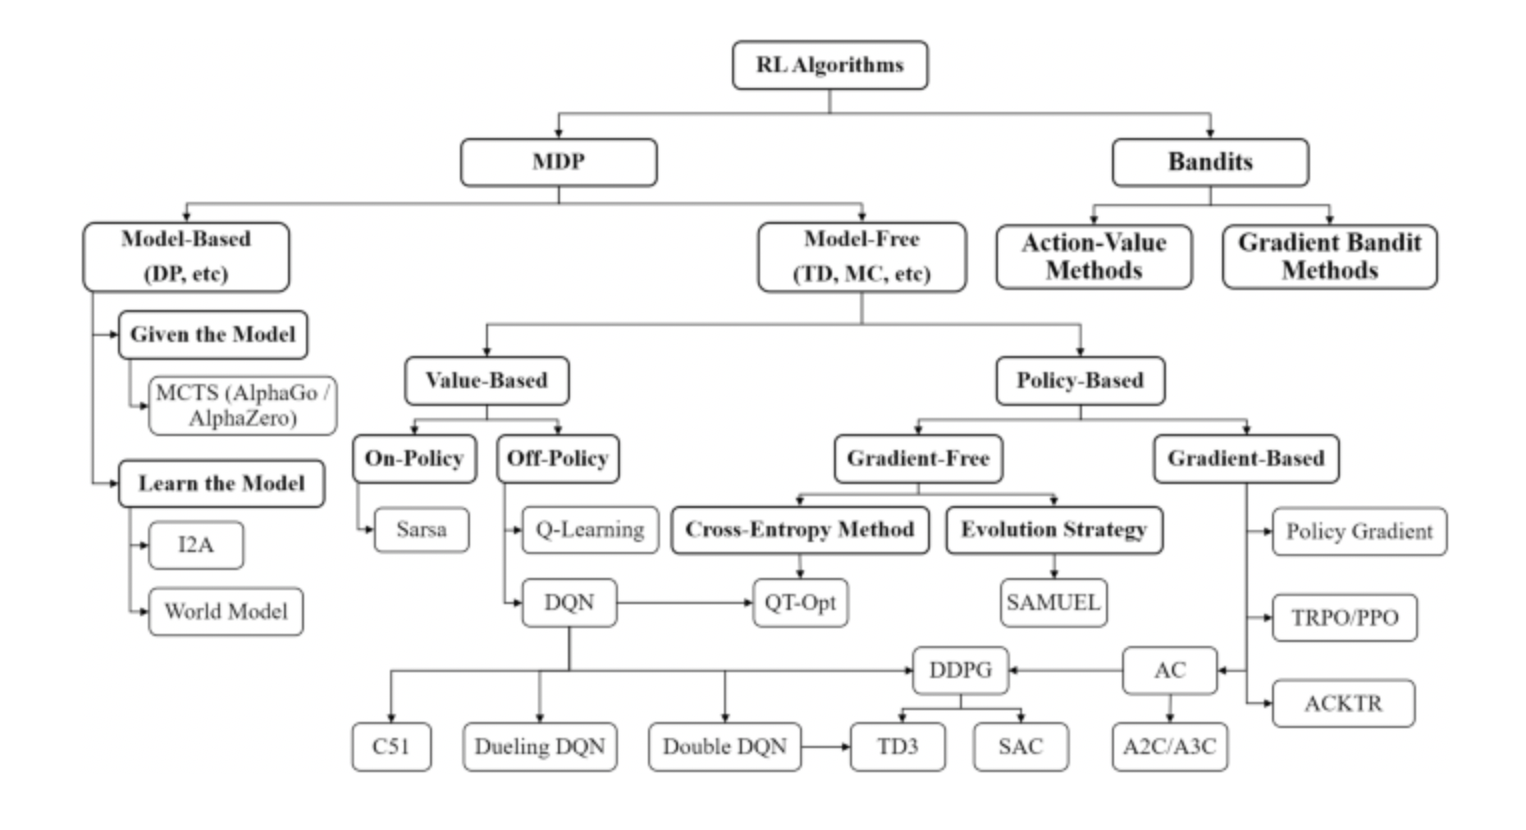 RL Algorithms
MDP
Bandits
Model-Based
(DP, etc)
Model-Free
(TD, MC, etc)
Action-Value
Methods
Gradient Bandit
Methods
Given the Model
MCTS (AlphaGo /
AlphaZero)
Learn the Model
I2A
World Model
Value-Based
Policy-Based
On-Policy
Off-Policy
Gradient-Free
Gradient-Based
Sarsa
Q-Learning
Cross-Entropy Method
Evolution Strategy
Policy Gradient
DQN
QT-Opt
SAMUEL
TRPO/PPO
DDPG
AC
ACKTR
C51
Dueling DQN
Double DQN
TD3
SAC
A2C/A3C